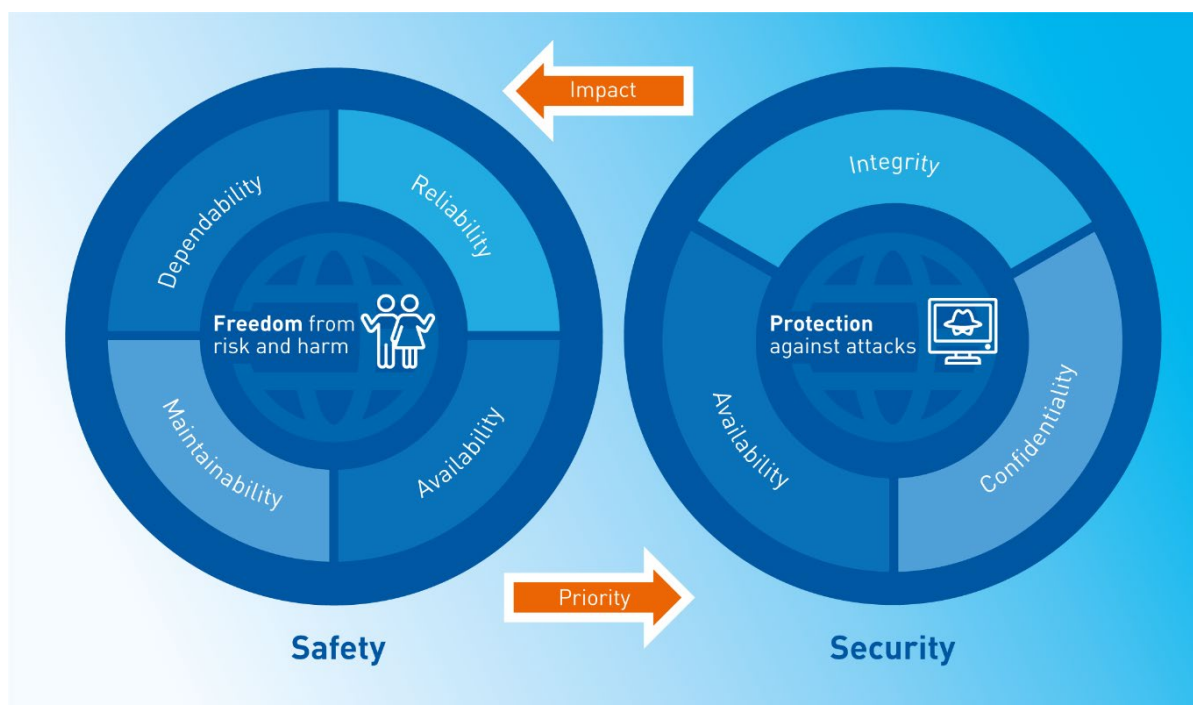 Impact
Dependability
Reliability
Freedom from
risk and harm
Maintainability
Availability
Integrity
Protection
against attacks
Availability
Confidentiality
Priority
Safety
Security